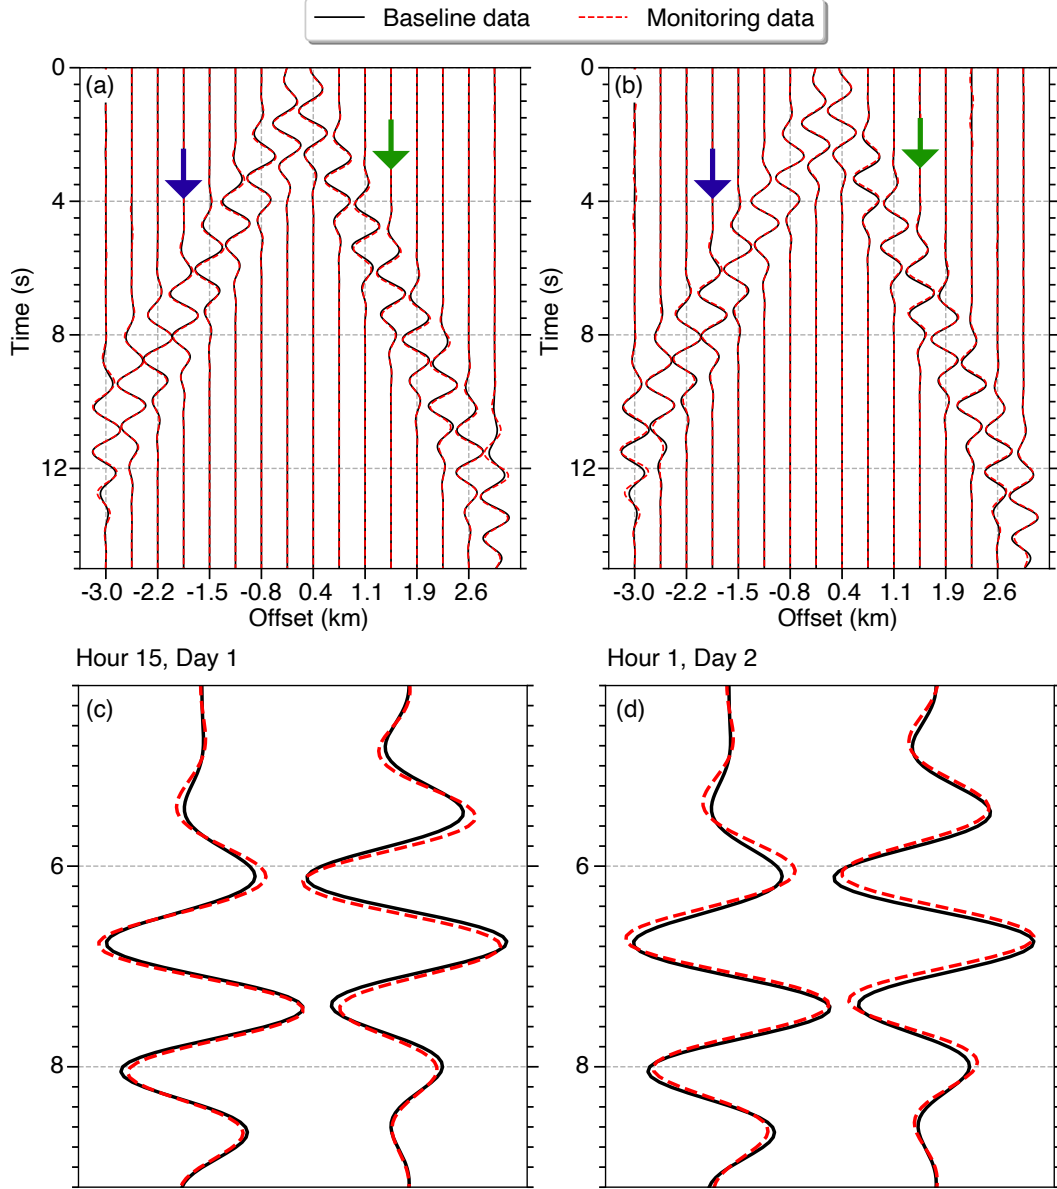 Baseline data Monitoring data
(a) (b)
0 0
4 4
8 8
12 12
Time (s) Time (s)
-3.0 -2.2 -1.5 -0.8 0.4 1.1 1.9 2.6 -3.0 -2.2 -1.5 -0.8 0.4 1.1 1.9 2.6
Offset (km) Offset (km)
Hour 15, Day 1 Hour 1, Day 2
(c) (d)
6 6
8 8